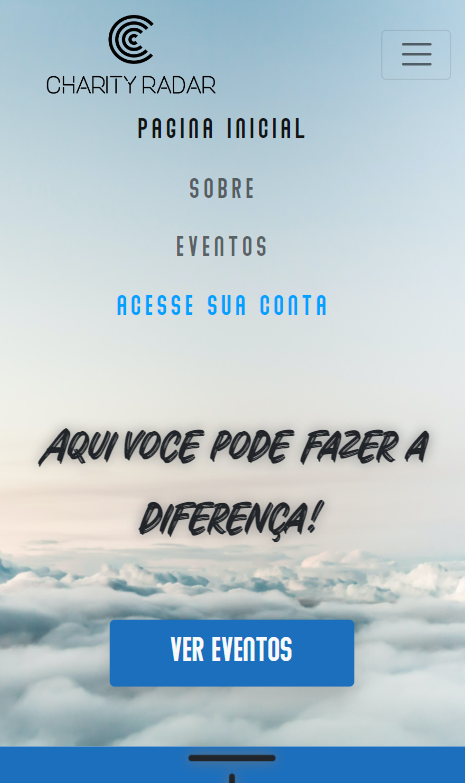 CHARITY RADAR
PAGINA INICIAL
SOBRE
EVENTOS
ACESSE SUA CONTA
AQUI VOCE PODE FAZER A
DIFERENÇA!
VER EVENTOS